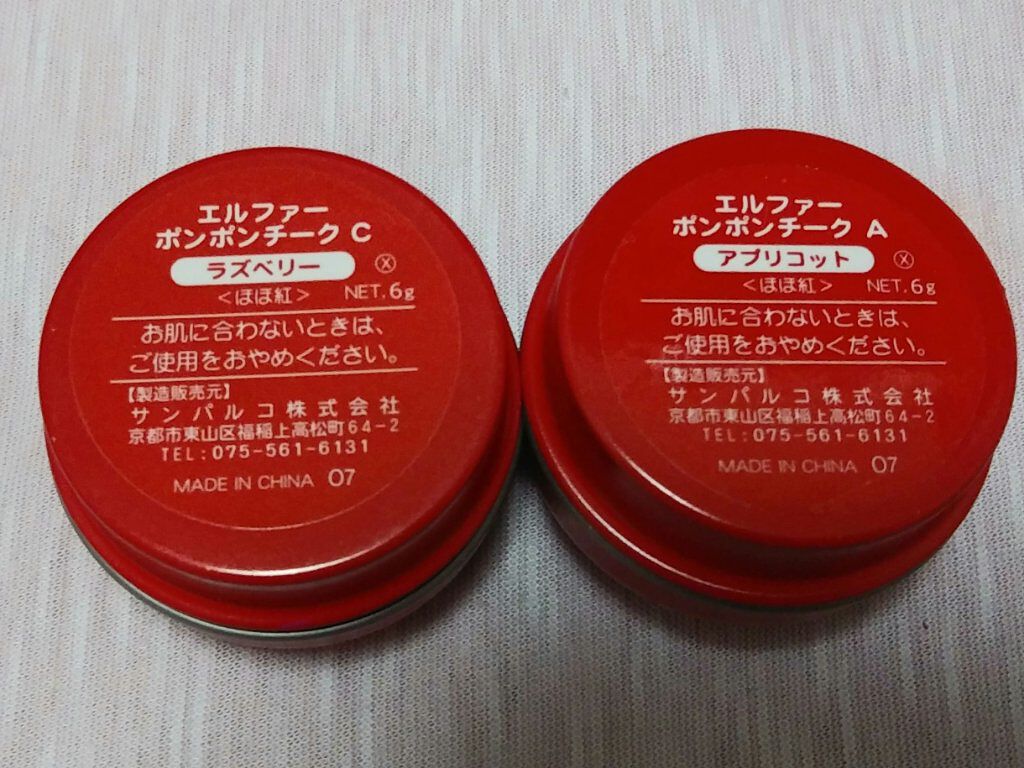 エルファー
ポンポンチーク C
ラズベリー ⓧ
<ほほ紅> NET.6g
お肌に合わないときは、
ご使用をおやめください。
【製造販売元】
サンパルコ株式会社
京都市東山区福稲上高松町64-2
TEL:075-561-6131
MADE IN CHINA 07
エルファー
ポンポンチーク A
アプリコット ⓧ
<ほほ紅> NET.6g
お肌に合わないときは、
ご使用をおやめください。
【製造販売元】
サンパルコ株式会社
京都市東山区福稲上高松町64-2
TEL:075-561-6131
MADE IN CHINA 07